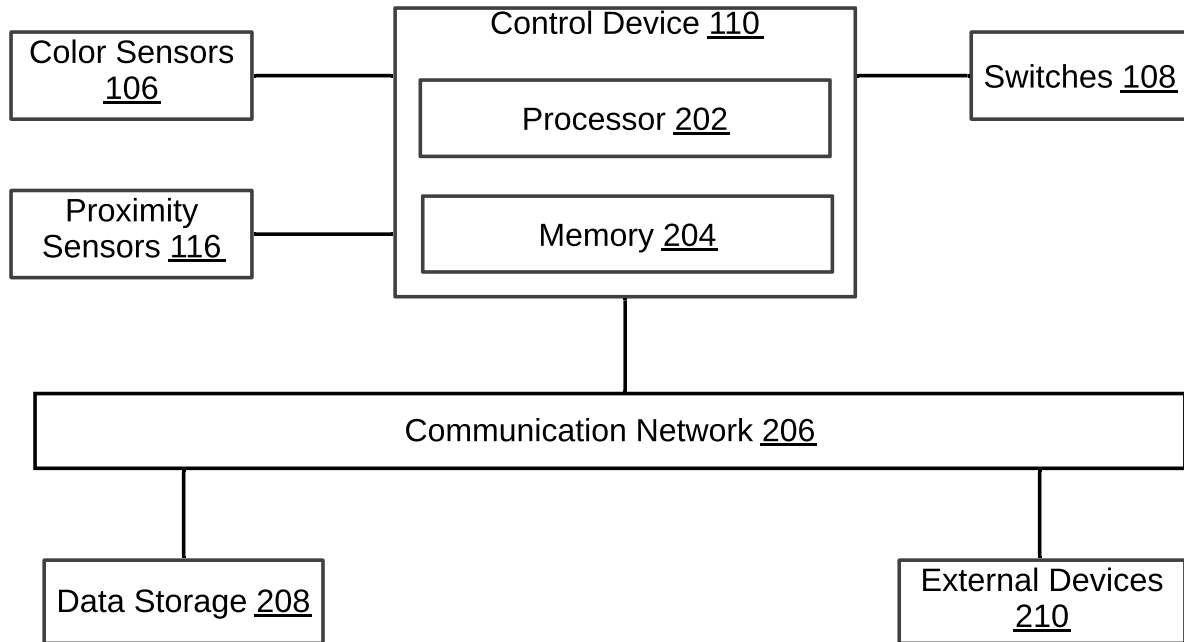 Control Device 110
Color Sensors
106
Switches 108
Processor 202
Proximity
Sensors 116
Memory 204
Communication Network 206
Data Storage 208
External Devices
210